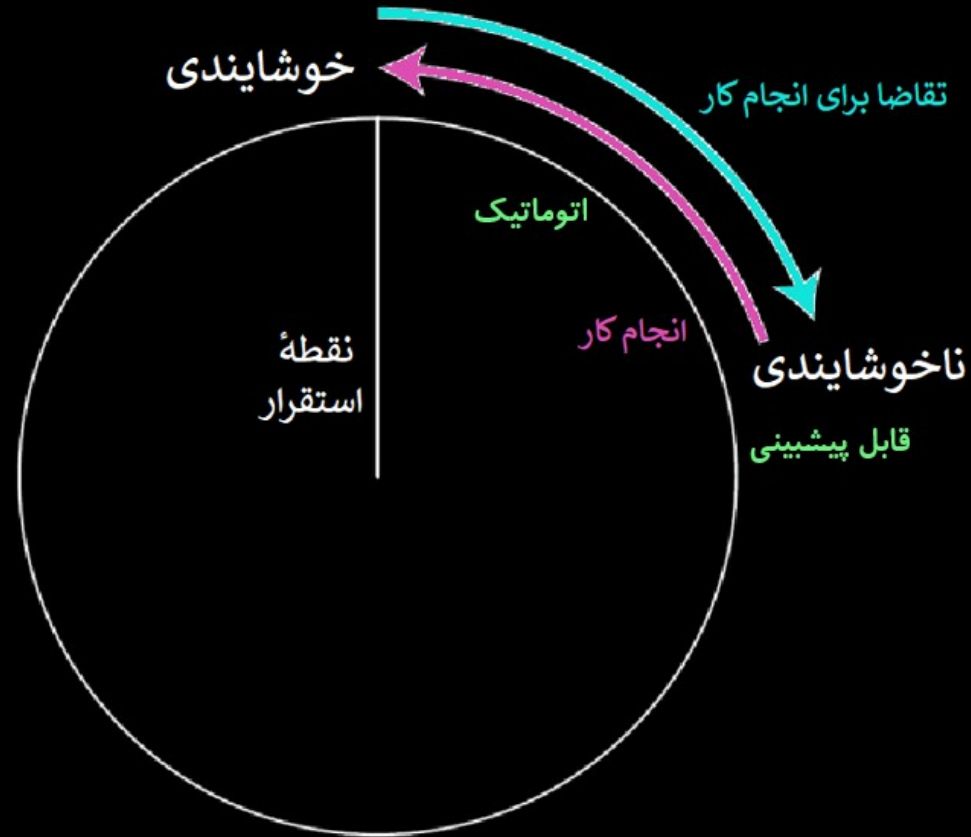 خوشایندی
تقاضا برای انجام کار
اتوماتیک
انجام کار
نقطهٔ
استقرار
ناخوشایندی
قابل پیشبینی